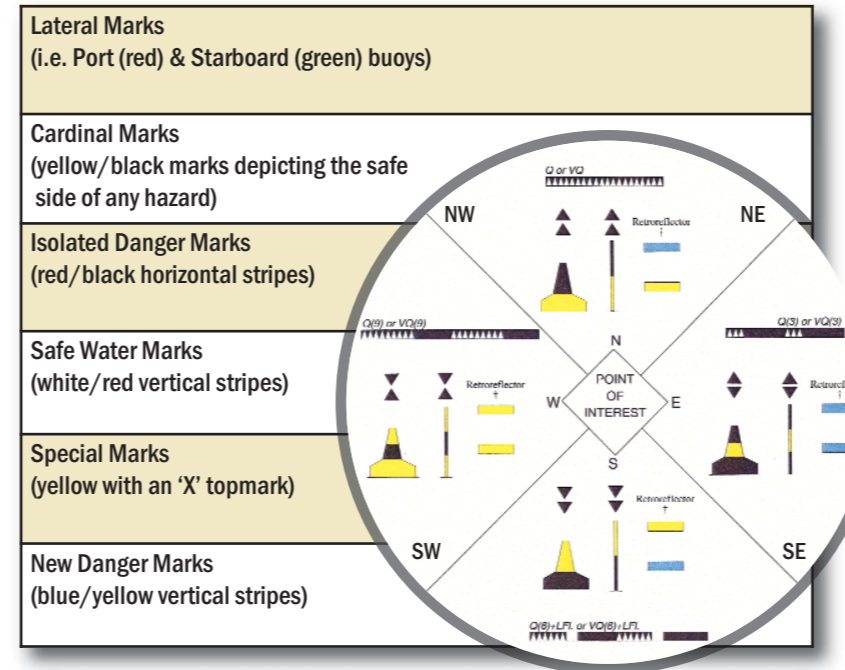 Lateral Marks
(i.e. Port (red) & Starboard (green) buoys)
Cardinal Marks
(yellow/black marks depicting the safe
side of any hazard)
Isolated Danger Marks
(red/black horizontal stripes)
Safe Water Marks
(white/red vertical stripes)
Special Marks
(yellow with an ‘X’ topmark)
New Danger Marks
(blue/yellow vertical stripes)
Q or VQ
NW
NE
Retroreflector
†
Q(9) or VQ(9)
Q(3) or VQ(3)
N
POINT
OF
INTEREST
W
E
S
Retroreflector
†
Retroreflector
†
SW
SE
Q(6)+LFl. or VQ(6)+LFl.